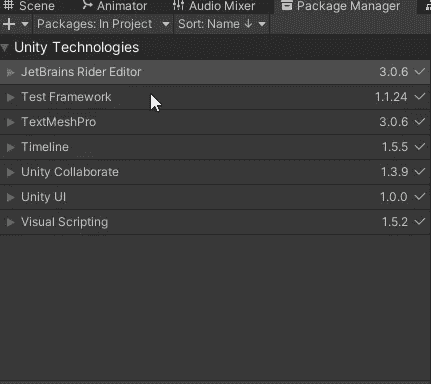 Scene Animator Audio Mixer Package Manager
+ Packages: In Project Sort: Name ↓
Unity Technologies
JetBrains Rider Editor 3.0.6
Test Framework 1.1.24
TextMeshPro 3.0.6
Timeline 1.5.5
Unity Collaborate 1.3.9
Unity UI 1.0.0
Visual Scripting 1.5.2